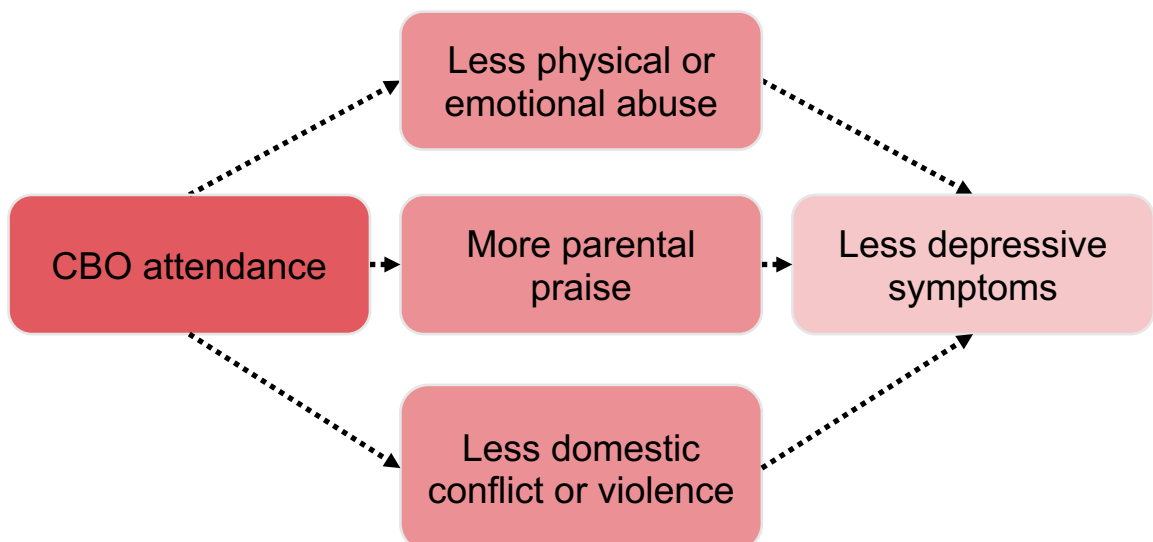 Less physical or
emotional abuse
CBO attendance
More parental
praise
Less depressive
symptoms
Less domestic
conflict or violence